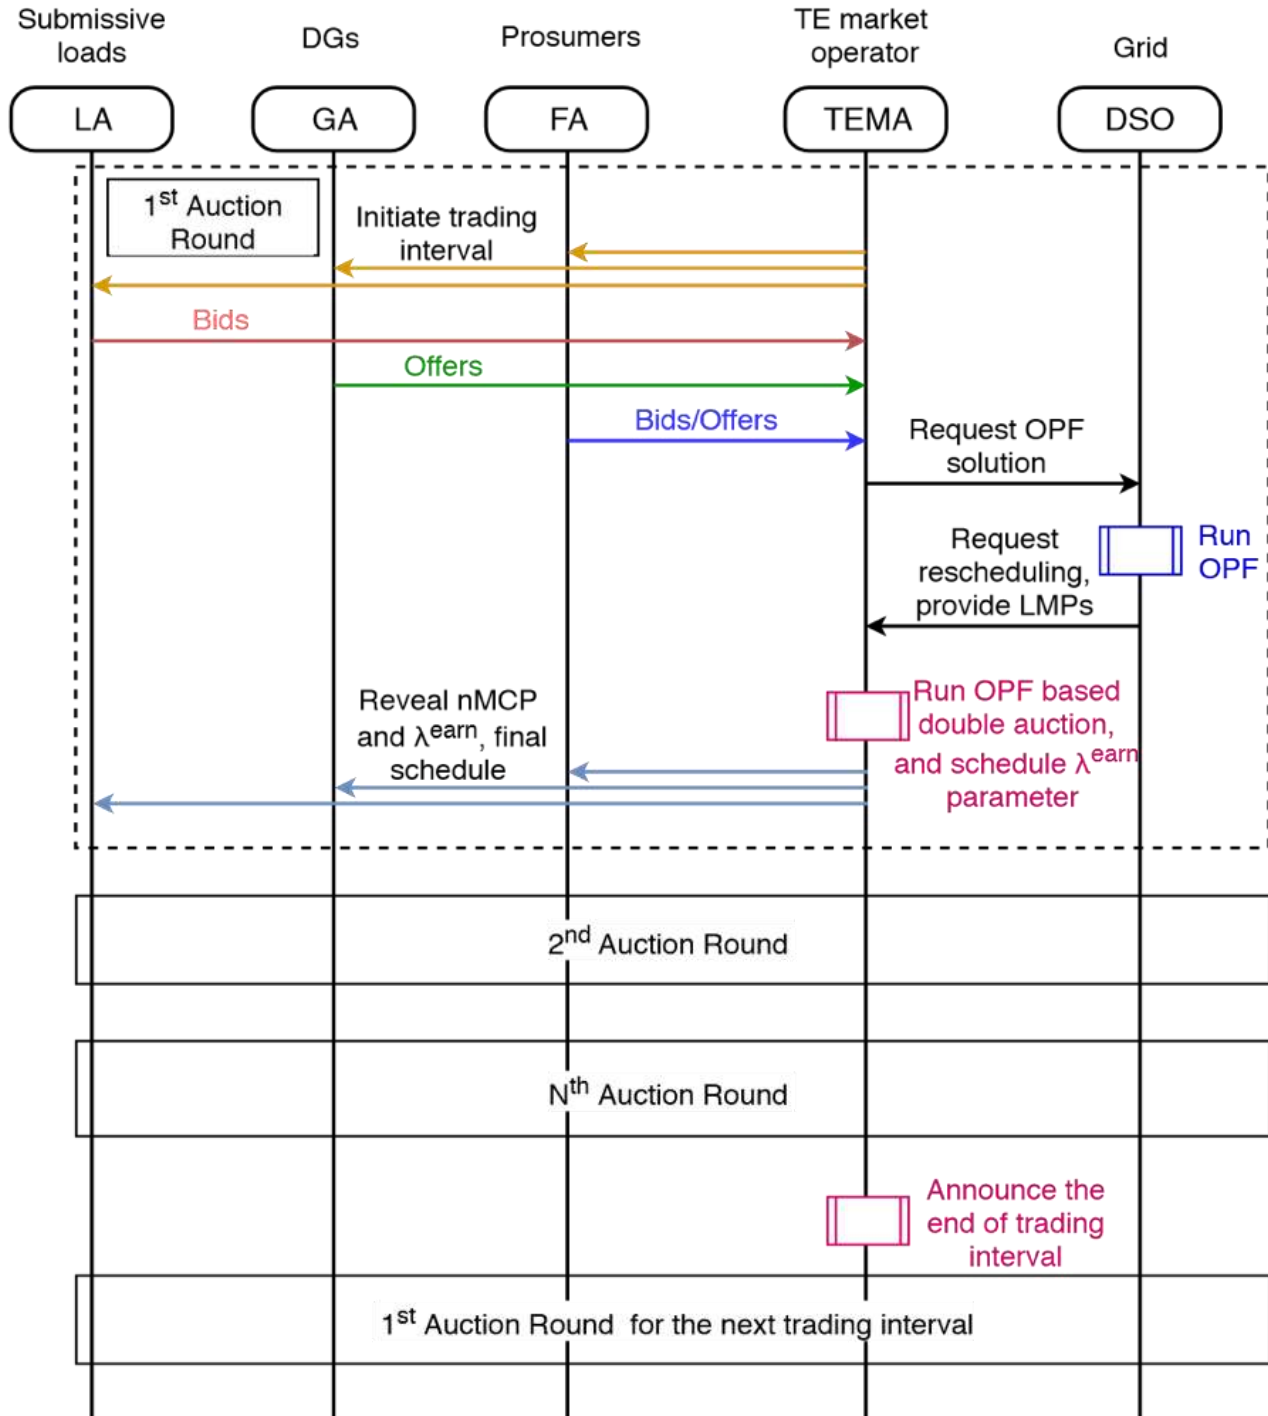 Submissive
loads
DGs
Prosumers
TE market
operator
Grid
LA
GA
FA
TEMA
DSO
1st Auction
Round
Initiate trading
interval
Bids
Offers
Bids/Offers
Request OPF
solution
Run
OPF
Request
rescheduling,
provide LMPs
Reveal nMCP
and λearn, final
schedule
Run OPF based
double auction,
and schedule λearn
parameter
2nd Auction Round
Nth Auction Round
Announce the
end of trading
interval
1st Auction Round for the next trading interval